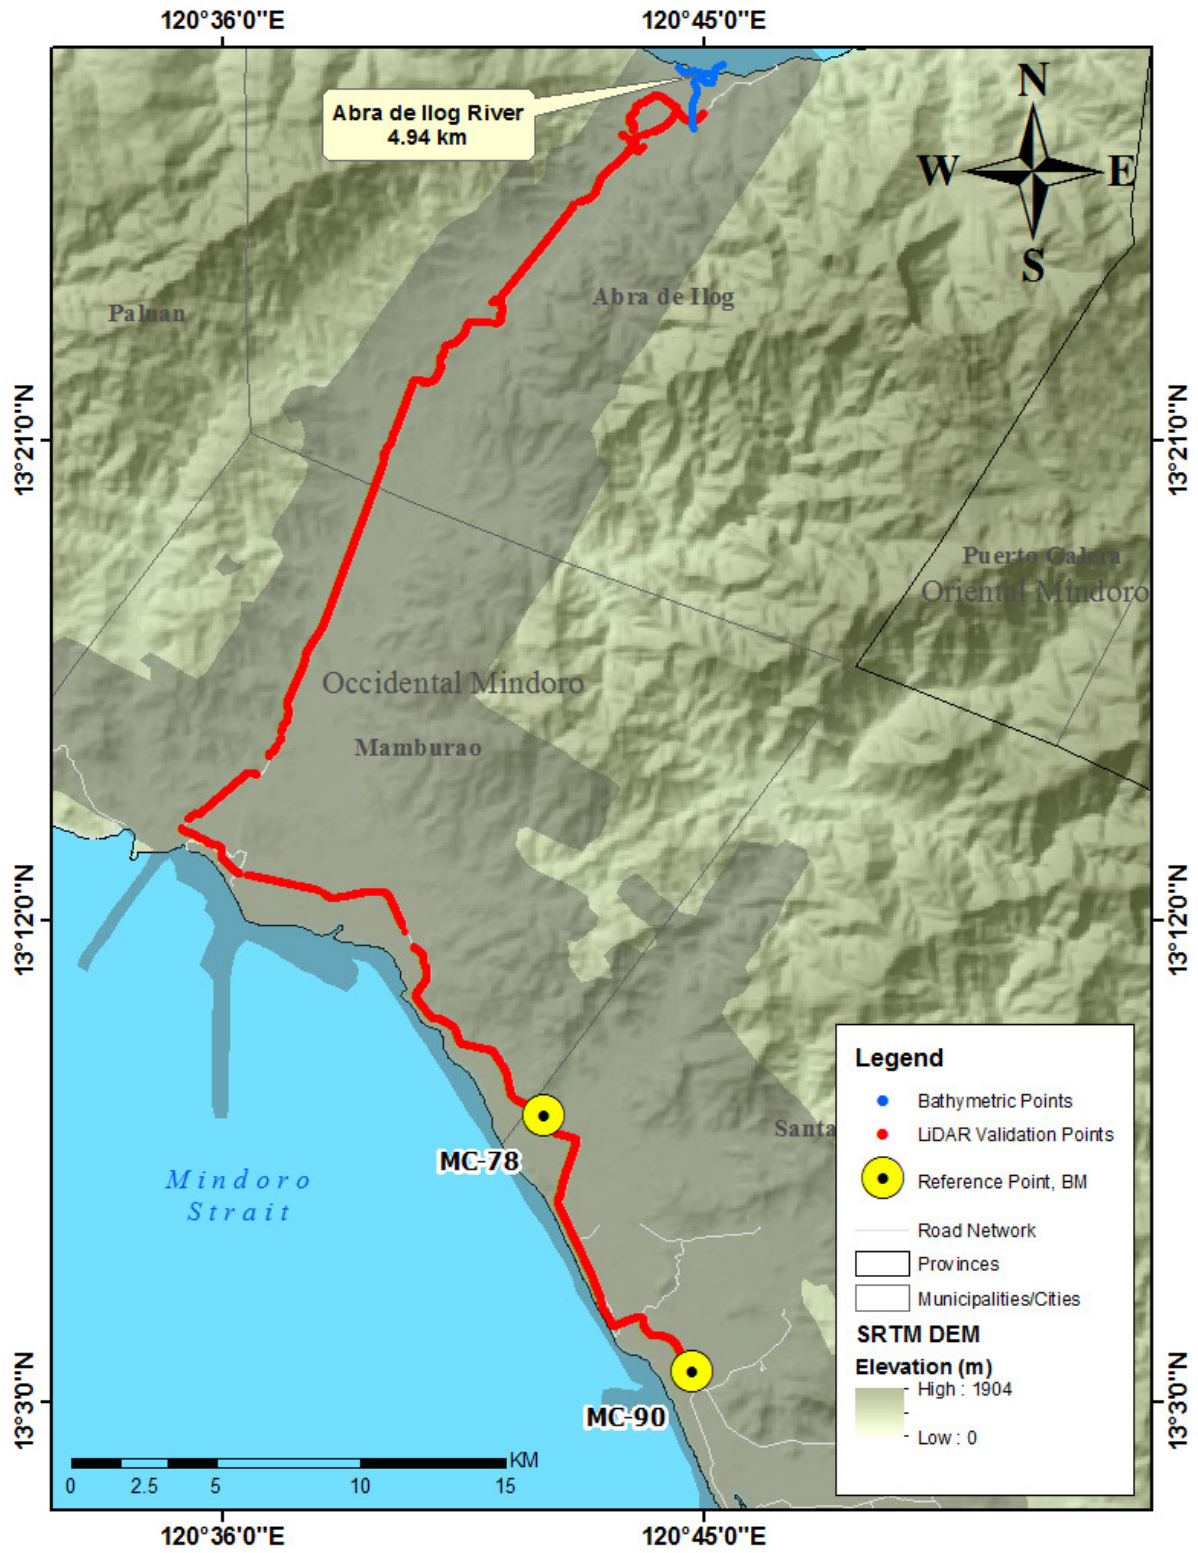 120°36'0"E
120°45'0"E
Abra de Ilog River
4.94 km
N
W
E
S
Paluan
Abra de Ilog
13°21'0"N
13°21'0"N
Puerto Galera
Oriental Mindoro
Occidental Mindoro
Mamburao
13°12'0"N
13°12'0"N
Legend
Bathymetric Points
LiDAR Validation Points
Reference Point, BM
Road Network
Provinces
Municipalities/Cities
SRTM DEM
Elevation (m)
High : 1904
Low : 0
Santa
MC-78
Mindoro
Strait
13°3'0"N
13°3'0"N
MC-90
KM
0
2.5
5
10
15
120°36'0"E
120°45'0"E